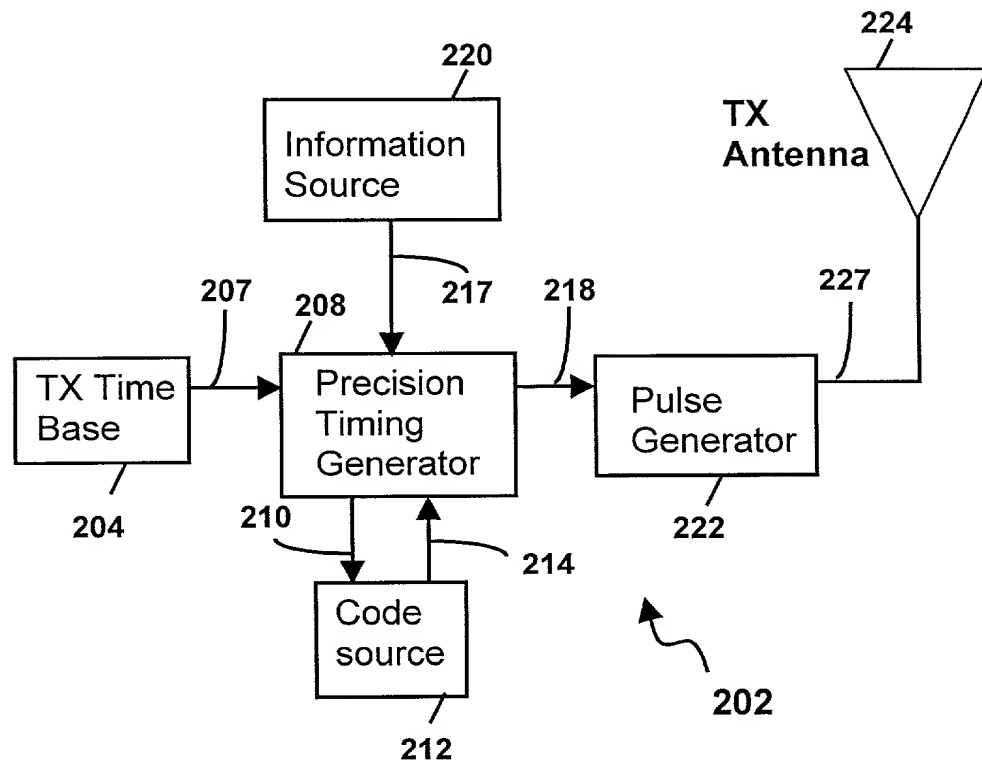 220
224
Information
Source
TX
Antenna
207
208
217
218
227
TX Time
Base
Precision
Timing
Generator
Pulse
Generator
204
210
214
222
Code
source
202
212